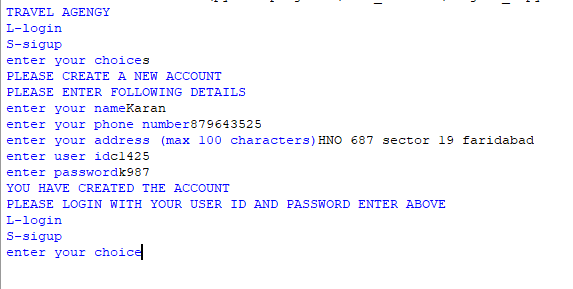 TRAVEL AGENGY
L-login
S-sigup
enter your choices
PLEASE CREATE A NEW ACCOUNT
PLEASE ENTER FOLLOWING DETAILS
enter your nameKaran
enter your phone number879643525
enter your address (max 100 characters)HNO 687 sector 19 faridabad
enter user idc1425
enter passwordk987
YOU HAVE CREATED THE ACCOUNT
PLEASE LOGIN WITH YOUR USER ID AND PASSWORD ENTER ABOVE
L-login
S-sigup
enter your choice